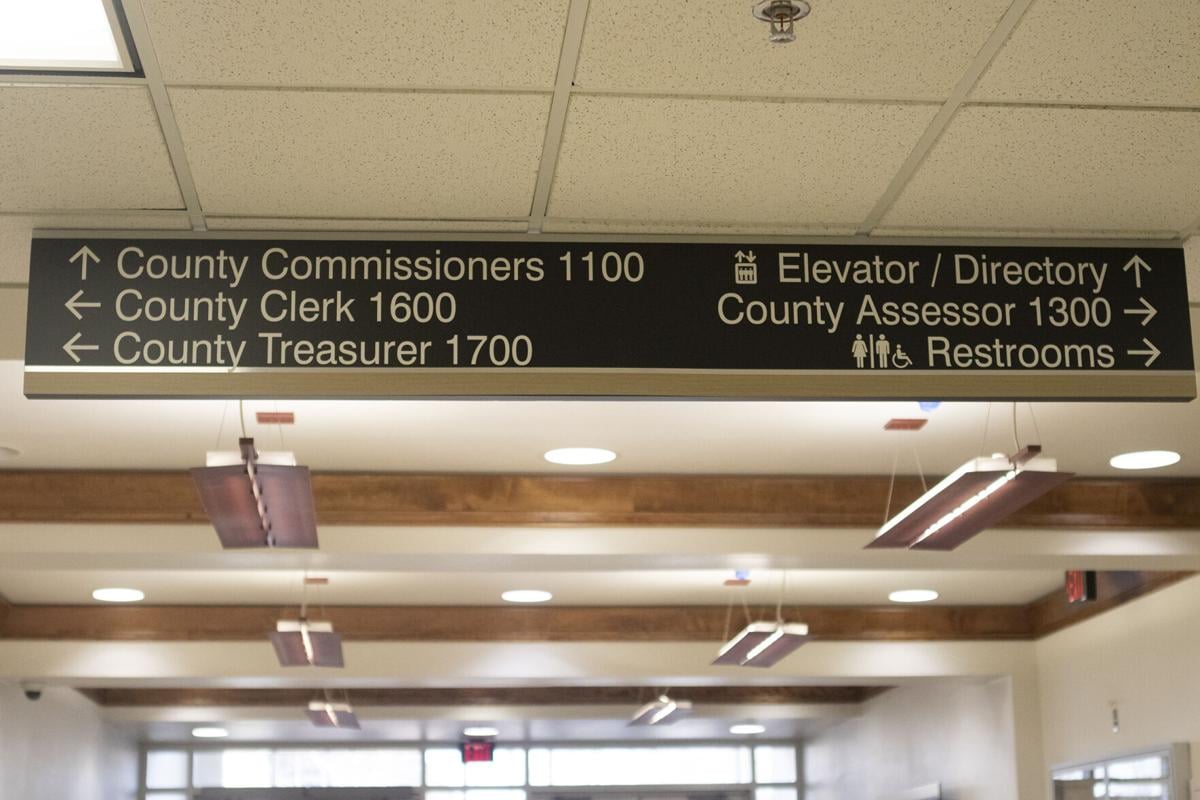 ↑ County Commissioners 1100
← County Clerk 1600
← County Treasurer 1700
Elevator / Directory ↑
County Assessor 1300 →
Restrooms →